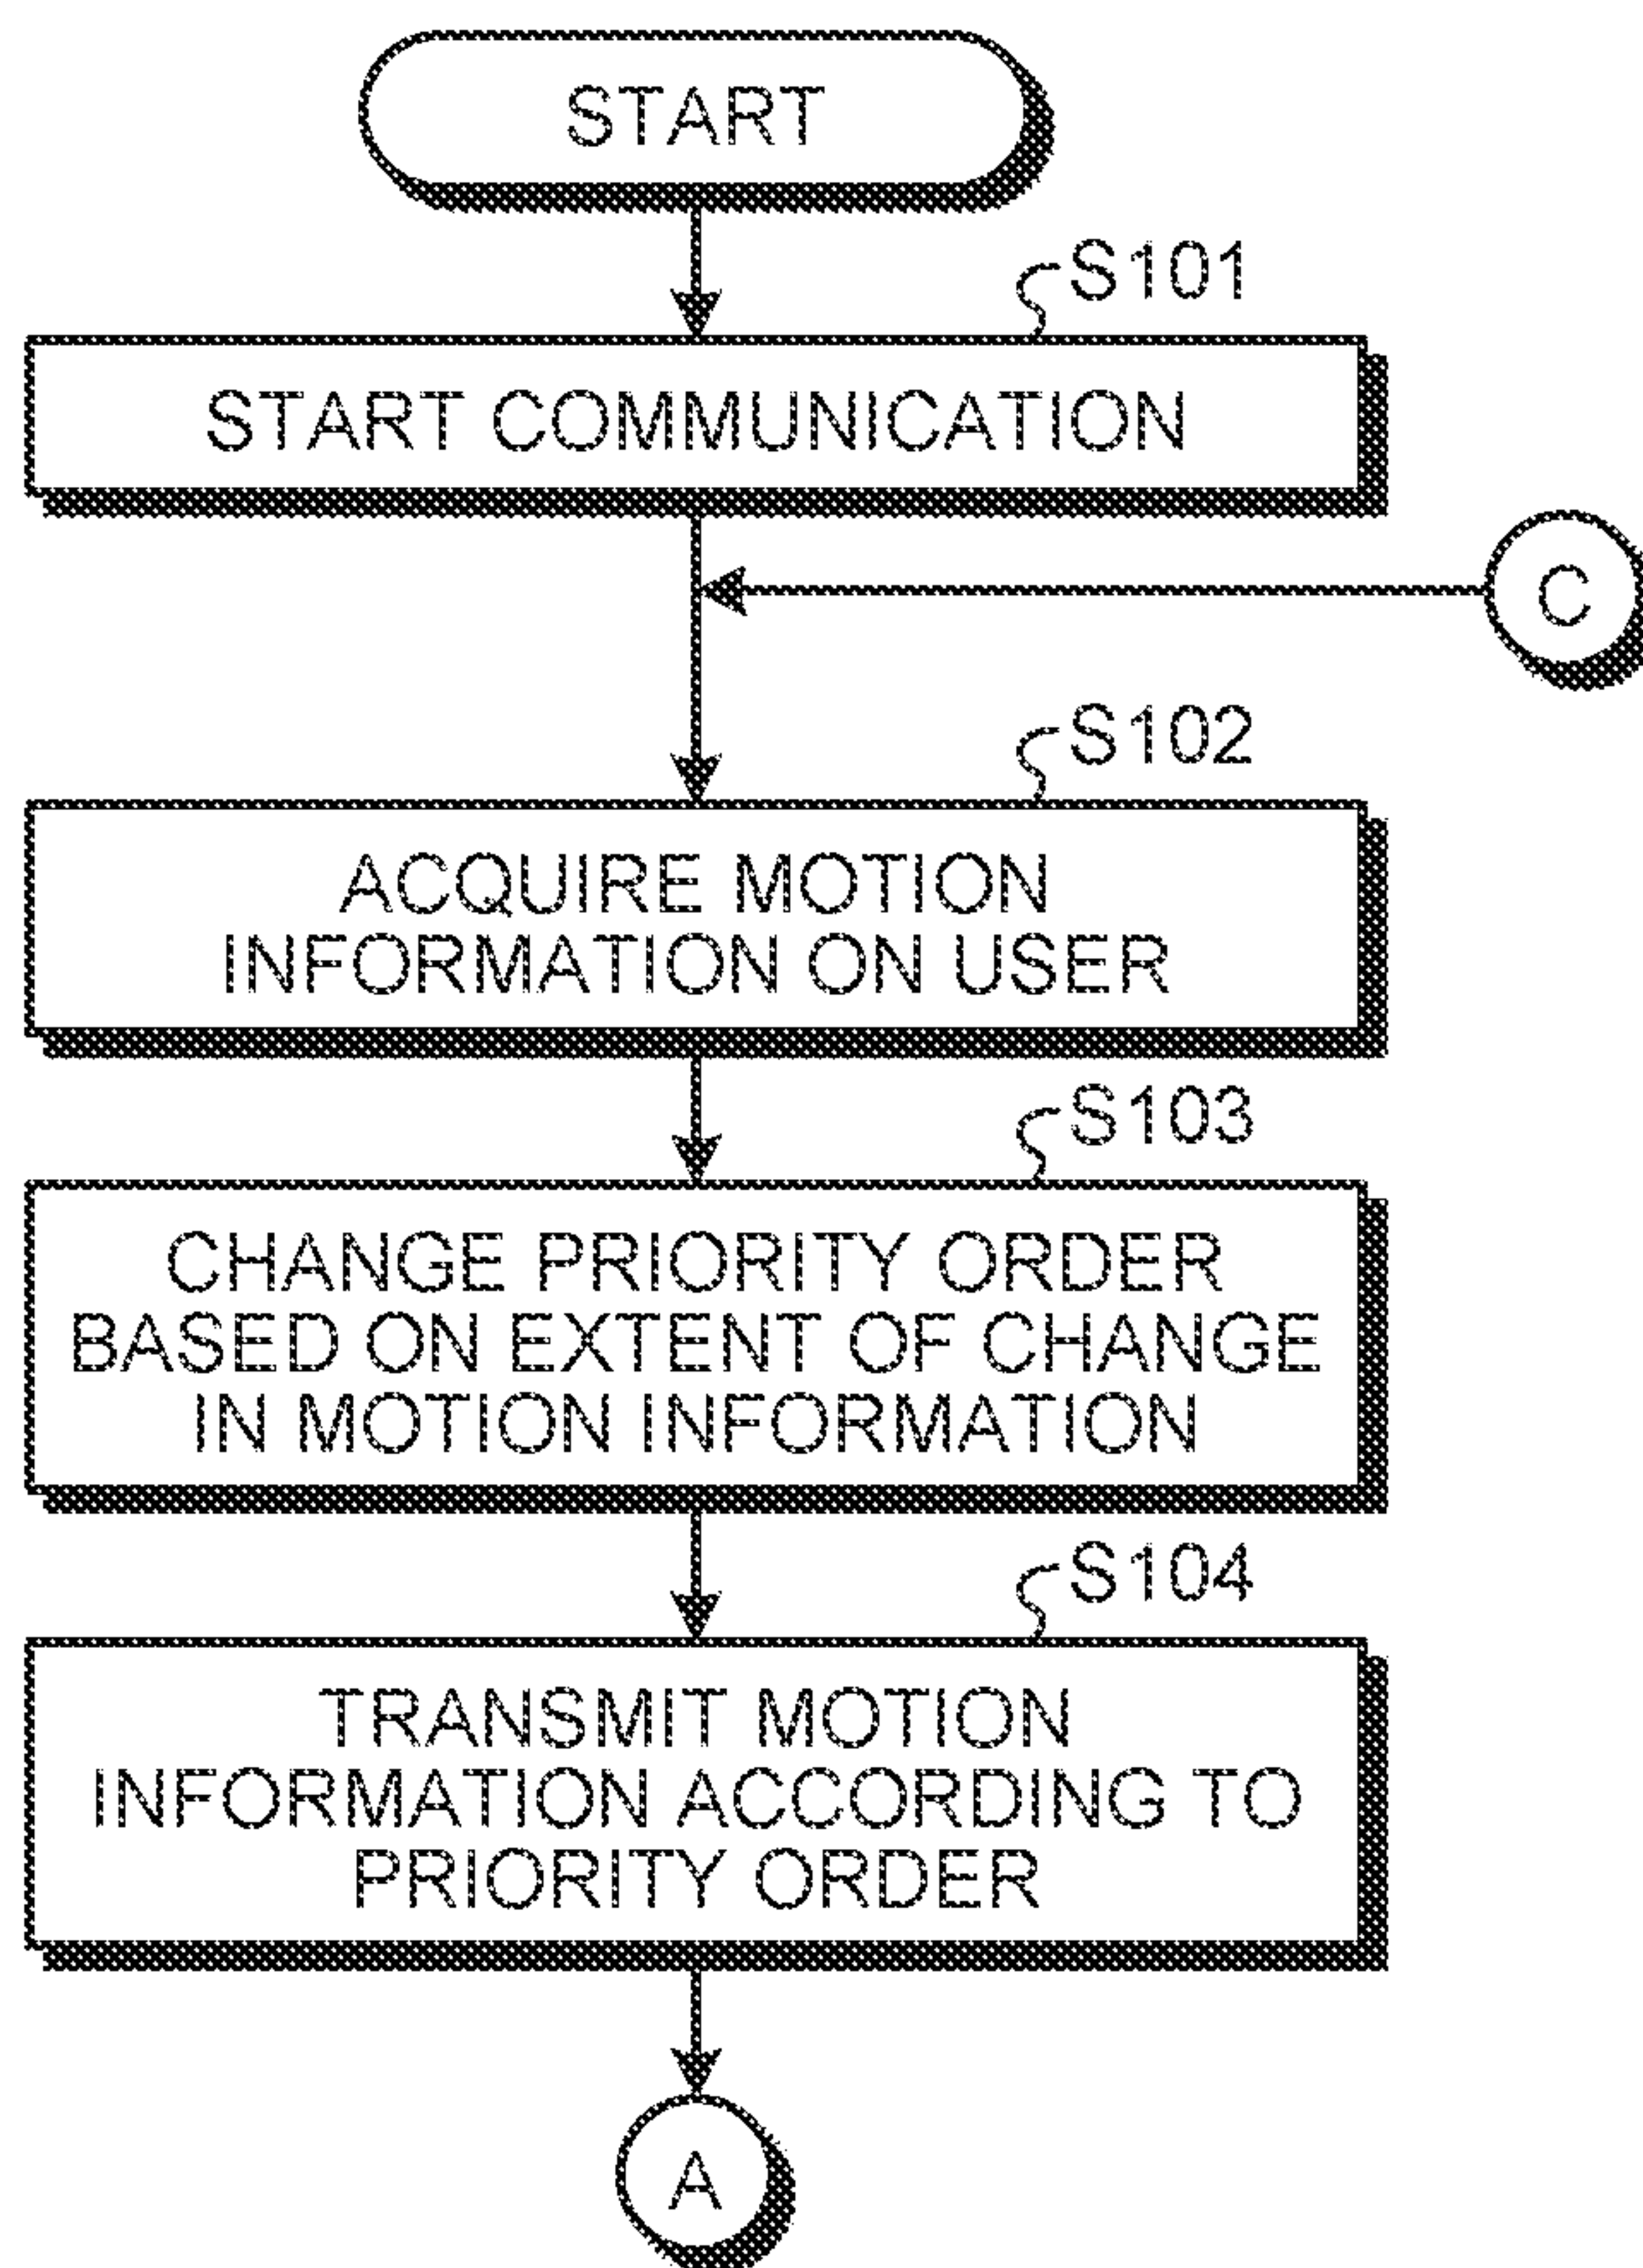 START
S101
START COMMUNICATION
C
S102
ACQUIRE MOTION
INFORMATION ON USER
S103
CHANGE PRIORITY ORDER
BASED ON EXTENT OF CHANGE
IN MOTION INFORMATION
S104
TRANSMIT MOTION
INFORMATION ACCORDING TO
PRIORITY ORDER
A